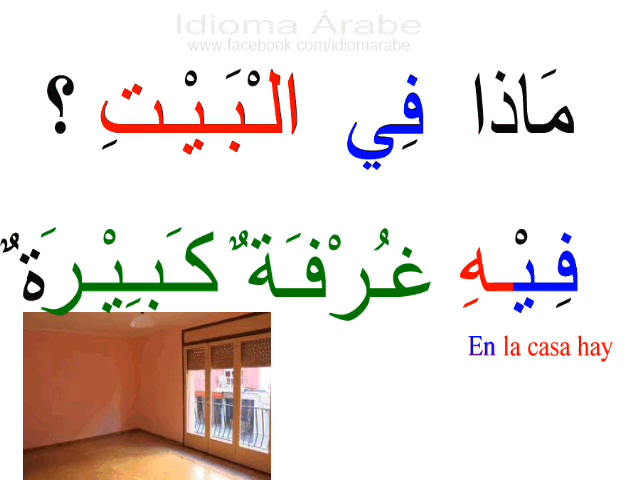 Idioma Árabe
www.facebook.com/idiomarabe
مَاذا فِي الْبَيْتِ ؟
فِيْهِ غُرْفَةٌ كَبِيْرَةٌ
En la casa hay